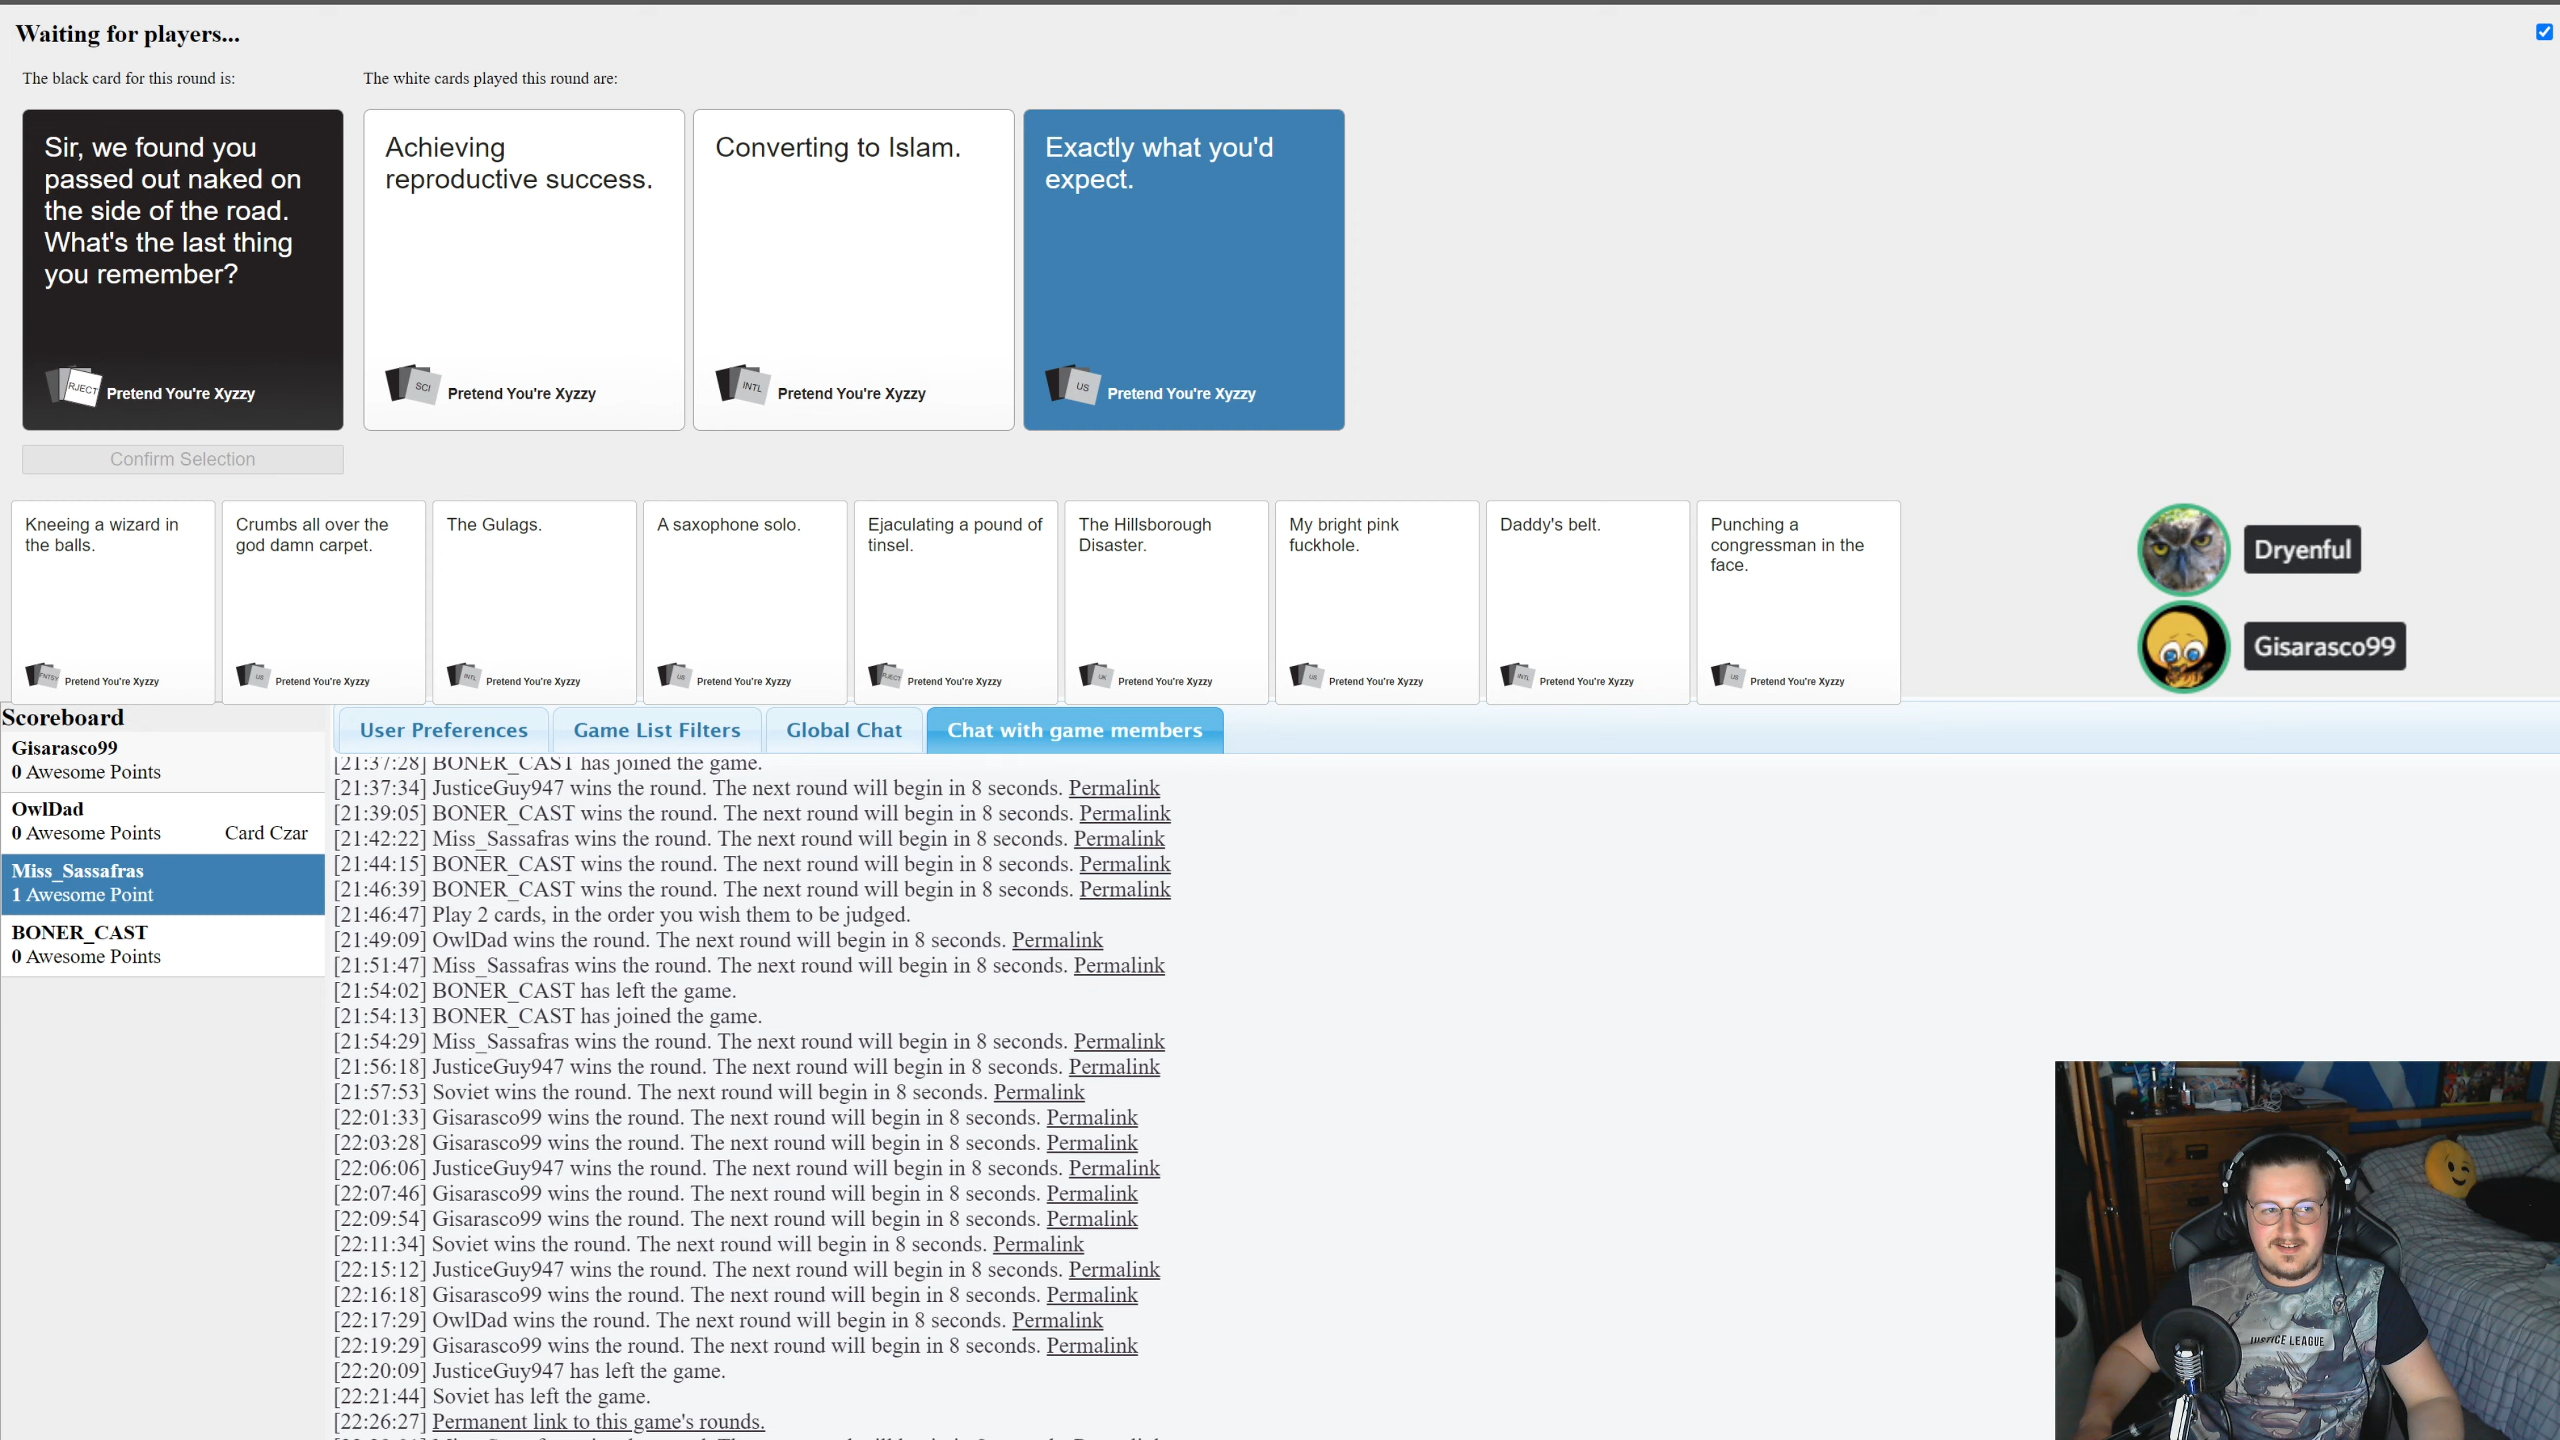 Waiting for players...
The black card for this round is:
The white cards played this round are:
Sir, we found you
passed out naked on
the side of the road.
What's the last thing
you remember?
RJECT Pretend You're Xyzzy
Achieving
reproductive success.
SCI Pretend You're Xyzzy
Converting to Islam.
INTL Pretend You're Xyzzy
Exactly what you'd
expect.
US Pretend You're Xyzzy
Confirm Selection
Kneeing a wizard in
the balls.
FNTSY Pretend You're Xyzzy
Crumbs all over the
god damn carpet.
US Pretend You're Xyzzy
The Gulags.
INTL Pretend You're Xyzzy
A saxophone solo.
US Pretend You're Xyzzy
Ejaculating a pound of
tinsel.
RJECT Pretend You're Xyzzy
The Hillsborough
Disaster.
UK Pretend You're Xyzzy
My bright pink
fuckhole.
US Pretend You're Xyzzy
Daddy's belt.
INTL Pretend You're Xyzzy
Punching a
congressman in the
face.
US Pretend You're Xyzzy
Dryenful
Gisarasco99
Scoreboard
Gisarasco99
0 Awesome Points
OwlDad
0 Awesome Points Card Czar
Miss_Sassafras
1 Awesome Point
BONER_CAST
0 Awesome Points
User Preferences
Game List Filters
Global Chat
Chat with game members
[21:37:28] BONER_CAST has joined the game.
[21:37:34] JusticeGuy947 wins the round. The next round will begin in 8 seconds. Permalink
[21:39:05] BONER_CAST wins the round. The next round will begin in 8 seconds. Permalink
[21:42:22] Miss_Sassafras wins the round. The next round will begin in 8 seconds. Permalink
[21:44:15] BONER_CAST wins the round. The next round will begin in 8 seconds. Permalink
[21:46:39] BONER_CAST wins the round. The next round will begin in 8 seconds. Permalink
[21:46:47] Play 2 cards, in the order you wish them to be judged.
[21:49:09] OwlDad wins the round. The next round will begin in 8 seconds. Permalink
[21:51:47] Miss_Sassafras wins the round. The next round will begin in 8 seconds. Permalink
[21:54:02] BONER_CAST has left the game.
[21:54:13] BONER_CAST has joined the game.
[21:54:29] Miss_Sassafras wins the round. The next round will begin in 8 seconds. Permalink
[21:56:18] JusticeGuy947 wins the round. The next round will begin in 8 seconds. Permalink
[21:57:53] Soviet wins the round. The next round will begin in 8 seconds. Permalink
[22:01:33] Gisarasco99 wins the round. The next round will begin in 8 seconds. Permalink
[22:03:28] Gisarasco99 wins the round. The next round will begin in 8 seconds. Permalink
[22:06:06] JusticeGuy947 wins the round. The next round will begin in 8 seconds. Permalink
[22:07:46] Gisarasco99 wins the round. The next round will begin in 8 seconds. Permalink
[22:09:54] Gisarasco99 wins the round. The next round will begin in 8 seconds. Permalink
[22:11:34] Soviet wins the round. The next round will begin in 8 seconds. Permalink
[22:15:12] JusticeGuy947 wins the round. The next round will begin in 8 seconds. Permalink
[22:16:18] Gisarasco99 wins the round. The next round will begin in 8 seconds. Permalink
[22:17:29] OwlDad wins the round. The next round will begin in 8 seconds. Permalink
[22:19:29] Gisarasco99 wins the round. The next round will begin in 8 seconds. Permalink
[22:20:09] JusticeGuy947 has left the game.
[22:21:44] Soviet has left the game.
[22:26:27] Permanent link to this game's rounds.
JUSTICE LEAGUE